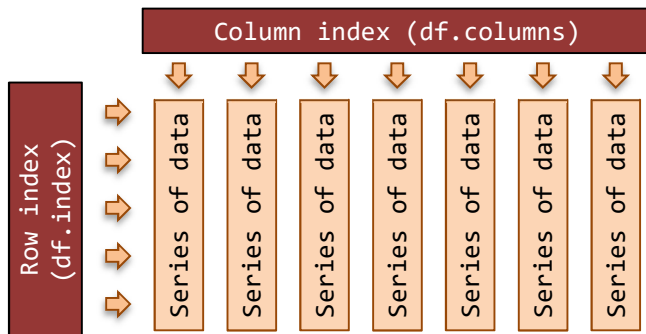 Column index (df.columns)
Row index
(df.index)
Series of data
Series of data
Series of data
Series of data
Series of data
Series of data
Series of data